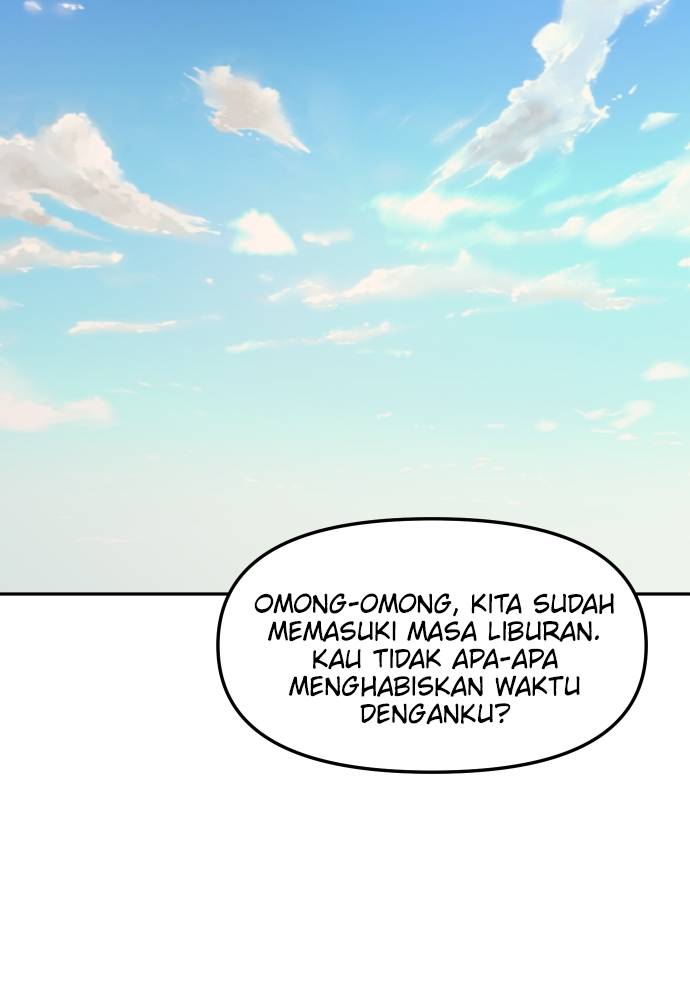 OMONG-OMONG, KITA SUDAH
MEMASUKI MASA LIBURAN.
KAU TIDAK APA-APA
MENGHABISKAN WAKTU
DENGANKU?